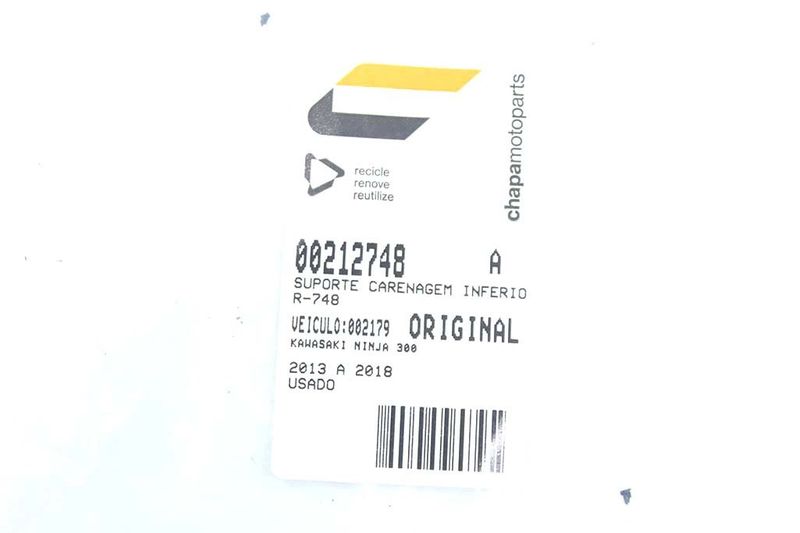 chapamotoparts
recicle
renove
reutilize
00212748 A
SUPORTE CARENAGEM INFERIO
R-748
VEICULO:002179 ORIGINAL
KAWASAKI NINJA 300
2013 A 2018
USADO